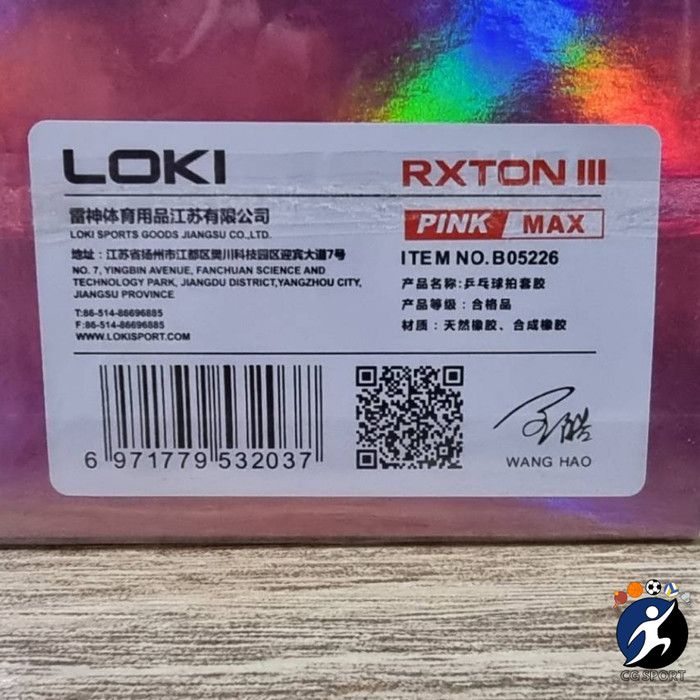 LOKI
雷神体育用品江苏有限公司
LOKI SPORTS GOODS JIANGSU CO.,LTD.
地址：江苏省扬州市江都区樊川科技园区迎宾大道7号
NO. 7, YINGBIN AVENUE, FANCHUAN SCIENCE AND
TECHNOLOGY PARK, JIANGDU DISTRICT,YANGZHOU CITY,
JIANGSU PROVINCE
T:86-514-86696885
F:86-514-86696885
WWW.LOKISPORT.COM
RXTON III
PINK MAX
ITEM NO.B05226
产品名称:乒乓球拍套胶
产品等级：合格品
材质：天然橡胶、合成橡胶
6 971779 532037
王皓
WANG HAO
CG SPORT